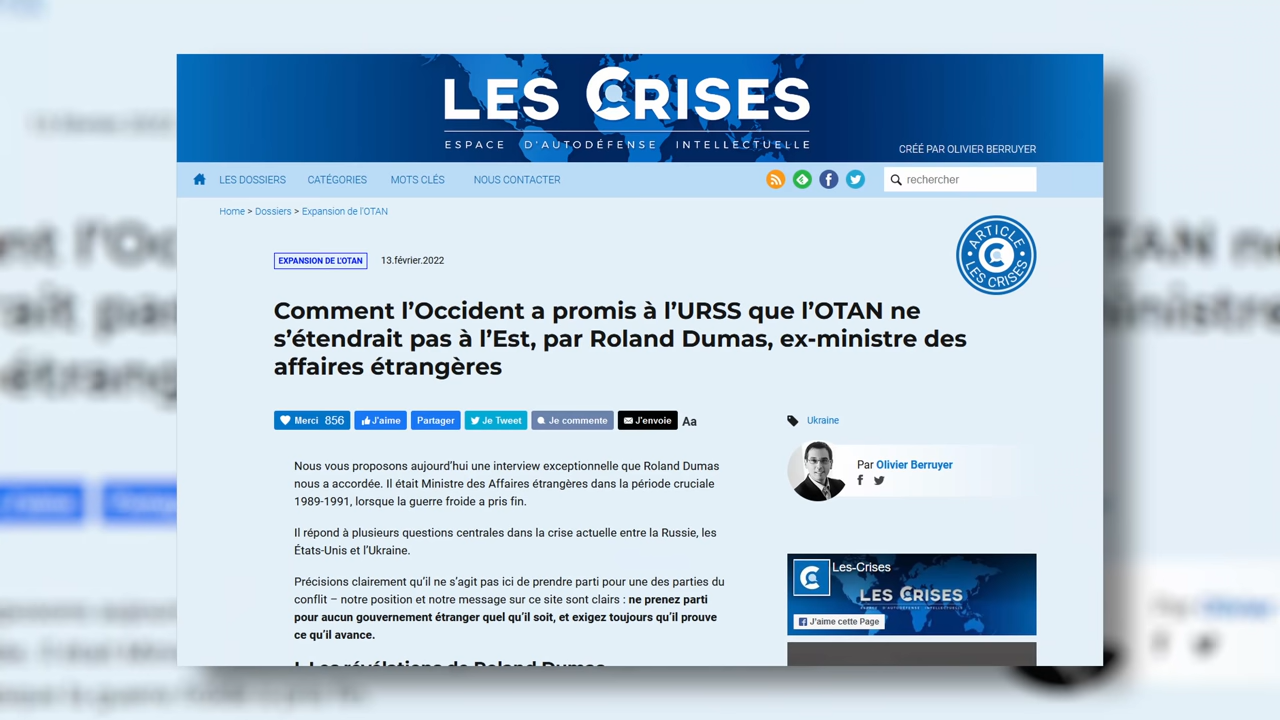 LES CRISES
ESPACE D'AUTODÉFENSE INTELLECTUELLE
CRÉÉ PAR OLIVIER BERRUYER
LES DOSSIERS CATÉGORIES MOTS CLÉS NOUS CONTACTER rechercher
Home > Dossiers > Expansion de l'OTAN
ARTICLE LES CRISES
EXPANSION DE L'OTAN 13.février.2022
Comment l’Occident a promis à l’URSS que l’OTAN ne
s’étendrait pas à l’Est, par Roland Dumas, ex-ministre des
affaires étrangères
Merci 856 J'aime Partager Je Tweet Je commente J'envoie Aa
Nous vous proposons aujourd’hui une interview exceptionnelle que Roland Dumas
nous a accordée. Il était Ministre des Affaires étrangères dans la période cruciale
1989-1991, lorsque la guerre froide a pris fin.
Il répond à plusieurs questions centrales dans la crise actuelle entre la Russie, les
États-Unis et l’Ukraine.
Précisions clairement qu’il ne s’agit pas ici de prendre parti pour une des parties du
conflit – notre position et notre message sur ce site sont clairs : ne prenez parti
pour aucun gouvernement étranger quel qu’il soit, et exigez toujours qu’il prouve
ce qu’il avance.
Ukraine
Par Olivier Berruyer
Les-Crises
LES CRISES
J'aime cette Page